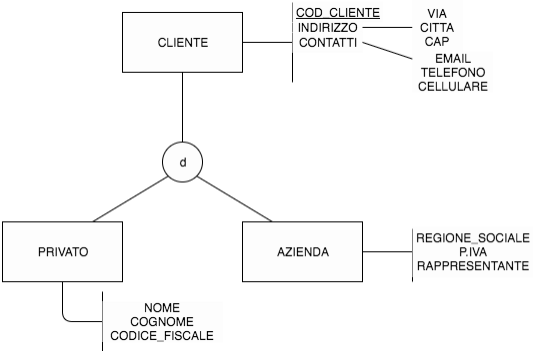 CLIENTE
COD_CLIENTE
INDIRIZZO
CONTATTI
VIA
CITTA
CAP
EMAIL
TELEFONO
CELLULARE
d
PRIVATO
AZIENDA
REGIONE_SOCIALE
P.IVA
RAPPRESENTANTE
NOME
COGNOME
CODICE_FISCALE